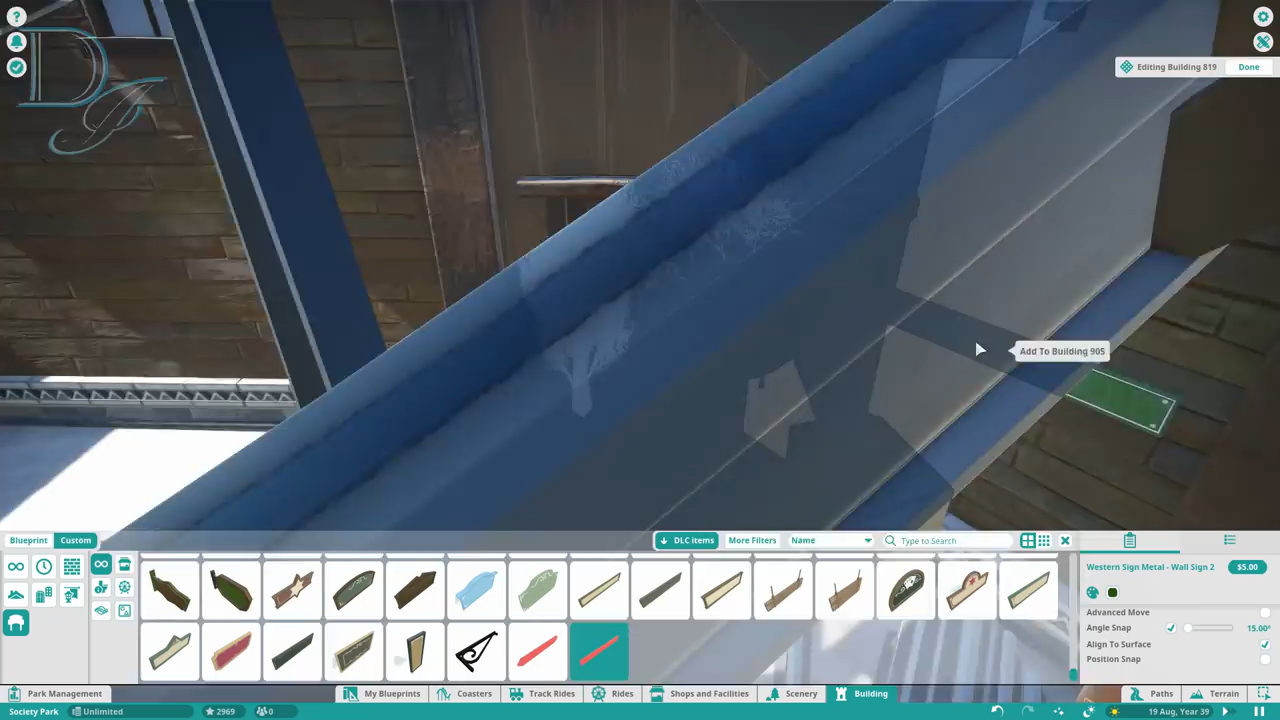 Editing Building 819 Done
DJ
Add To Building 905
Blueprint Custom DLC items More Filters Name Type to Search
Western Sign Metal - Wall Sign 2 $5.00
Advanced Move
Angle Snap 15.00°
Align To Surface
Position Snap
Park Management My Blueprints Coasters Track Rides Rides Shops and Facilities Scenery Building Paths Terrain
Society Park Unlimited 2969 0 19 Aug, Year 39